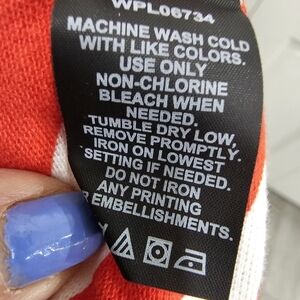 WPL06734
MACHINE WASH COLD
WITH LIKE COLORS.
USE ONLY
NON-CHLORINE
BLEACH WHEN
NEEDED.
TUMBLE DRY LOW,
REMOVE PROMPTLY.
IRON ON LOWEST
SETTING IF NEEDED.
DO NOT IRON
ANY PRINTING
R EMBELLISHMENTS.